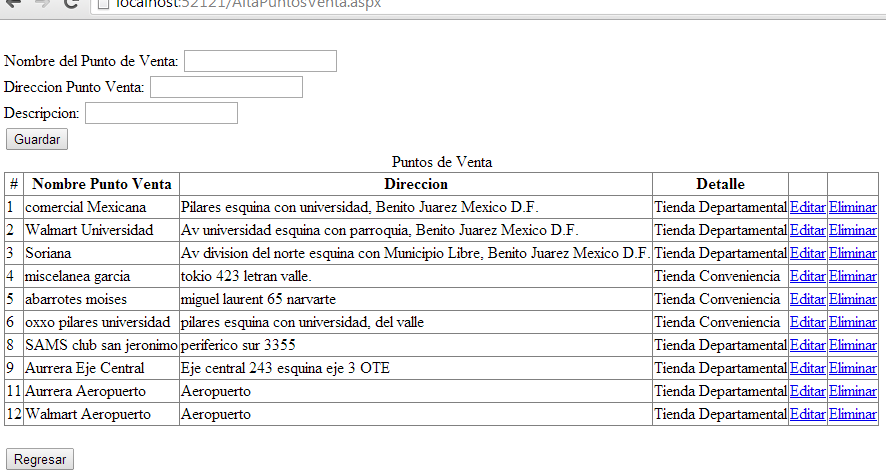 localhost:52121/AltaPuntosVenta.aspx
Nombre del Punto de Venta:
Direccion Punto Venta:
Descripcion:
Guardar
Puntos de Venta
# Nombre Punto Venta Direccion Detalle
1 comercial Mexicana Pilares esquina con universidad, Benito Juarez Mexico D.F. Tienda Departamental Editar Eliminar
2 Walmart Universidad Av universidad esquina con parroquia, Benito Juarez Mexico D.F. Tienda Departamental Editar Eliminar
3 Soriana Av division del norte esquina con Municipio Libre, Benito Juarez Mexico D.F. Tienda Departamental Editar Eliminar
4 miscelanea garcia tokio 423 letran valle. Tienda Conveniencia Editar Eliminar
5 abarrotes moises miguel laurent 65 narvarte Tienda Conveniencia Editar Eliminar
6 oxxo pilares universidad pilares esquina con universidad, del valle Tienda Conveniencia Editar Eliminar
8 SAMS club san jeronimo periferico sur 3355 Tienda Departamental Editar Eliminar
9 Aurrera Eje Central Eje central 243 esquina eje 3 OTE Tienda Departamental Editar Eliminar
11 Aurrera Aeropuerto Aeropuerto Tienda Departamental Editar Eliminar
12 Walmart Aeropuerto Aeropuerto Tienda Departamental Editar Eliminar
Regresar